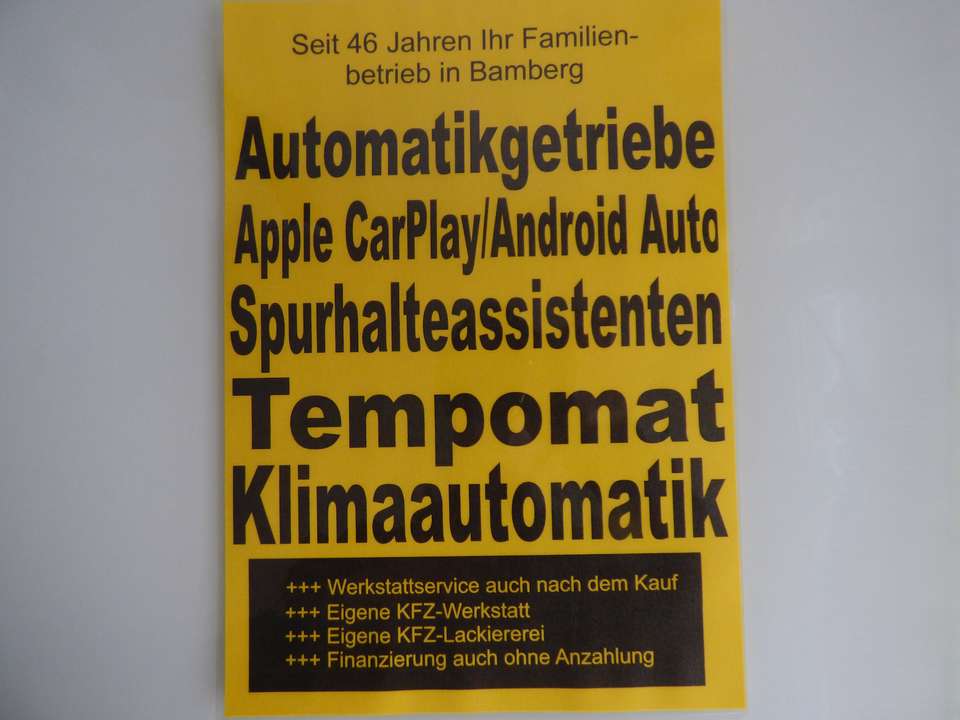 Seit 46 Jahren Ihr Familien-
betrieb in Bamberg
Automatikgetriebe
Apple CarPlay/Android Auto
Spurhalteassistenten
Tempomat
Klimaautomatik
+++ Werkstattservice auch nach dem Kauf
+++ Eigene KFZ-Werkstatt
+++ Eigene KFZ-Lackiererei
+++ Finanzierung auch ohne Anzahlung